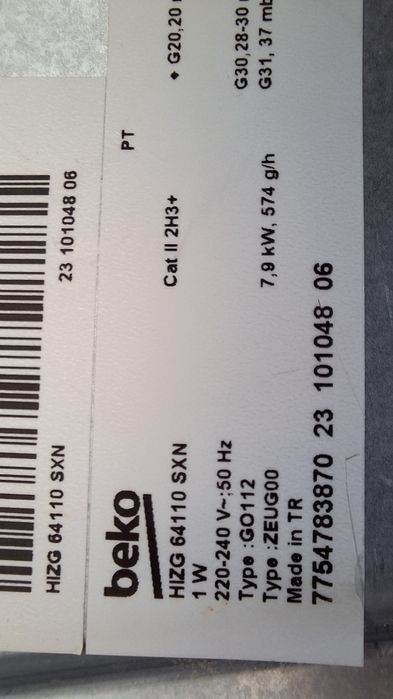 HIZG 64110 SXN 23 101048 06
beko PT
HIZG 64110 SXN Cat II 2H3+ ♦ G20,20
1 W
220-240 V~;50 Hz
Type :GO112 G30,28-30
Type :ZEUG00 7,9 kW, 574 g/h G31, 37 mb
Made in TR
7754783870 23 101048 06